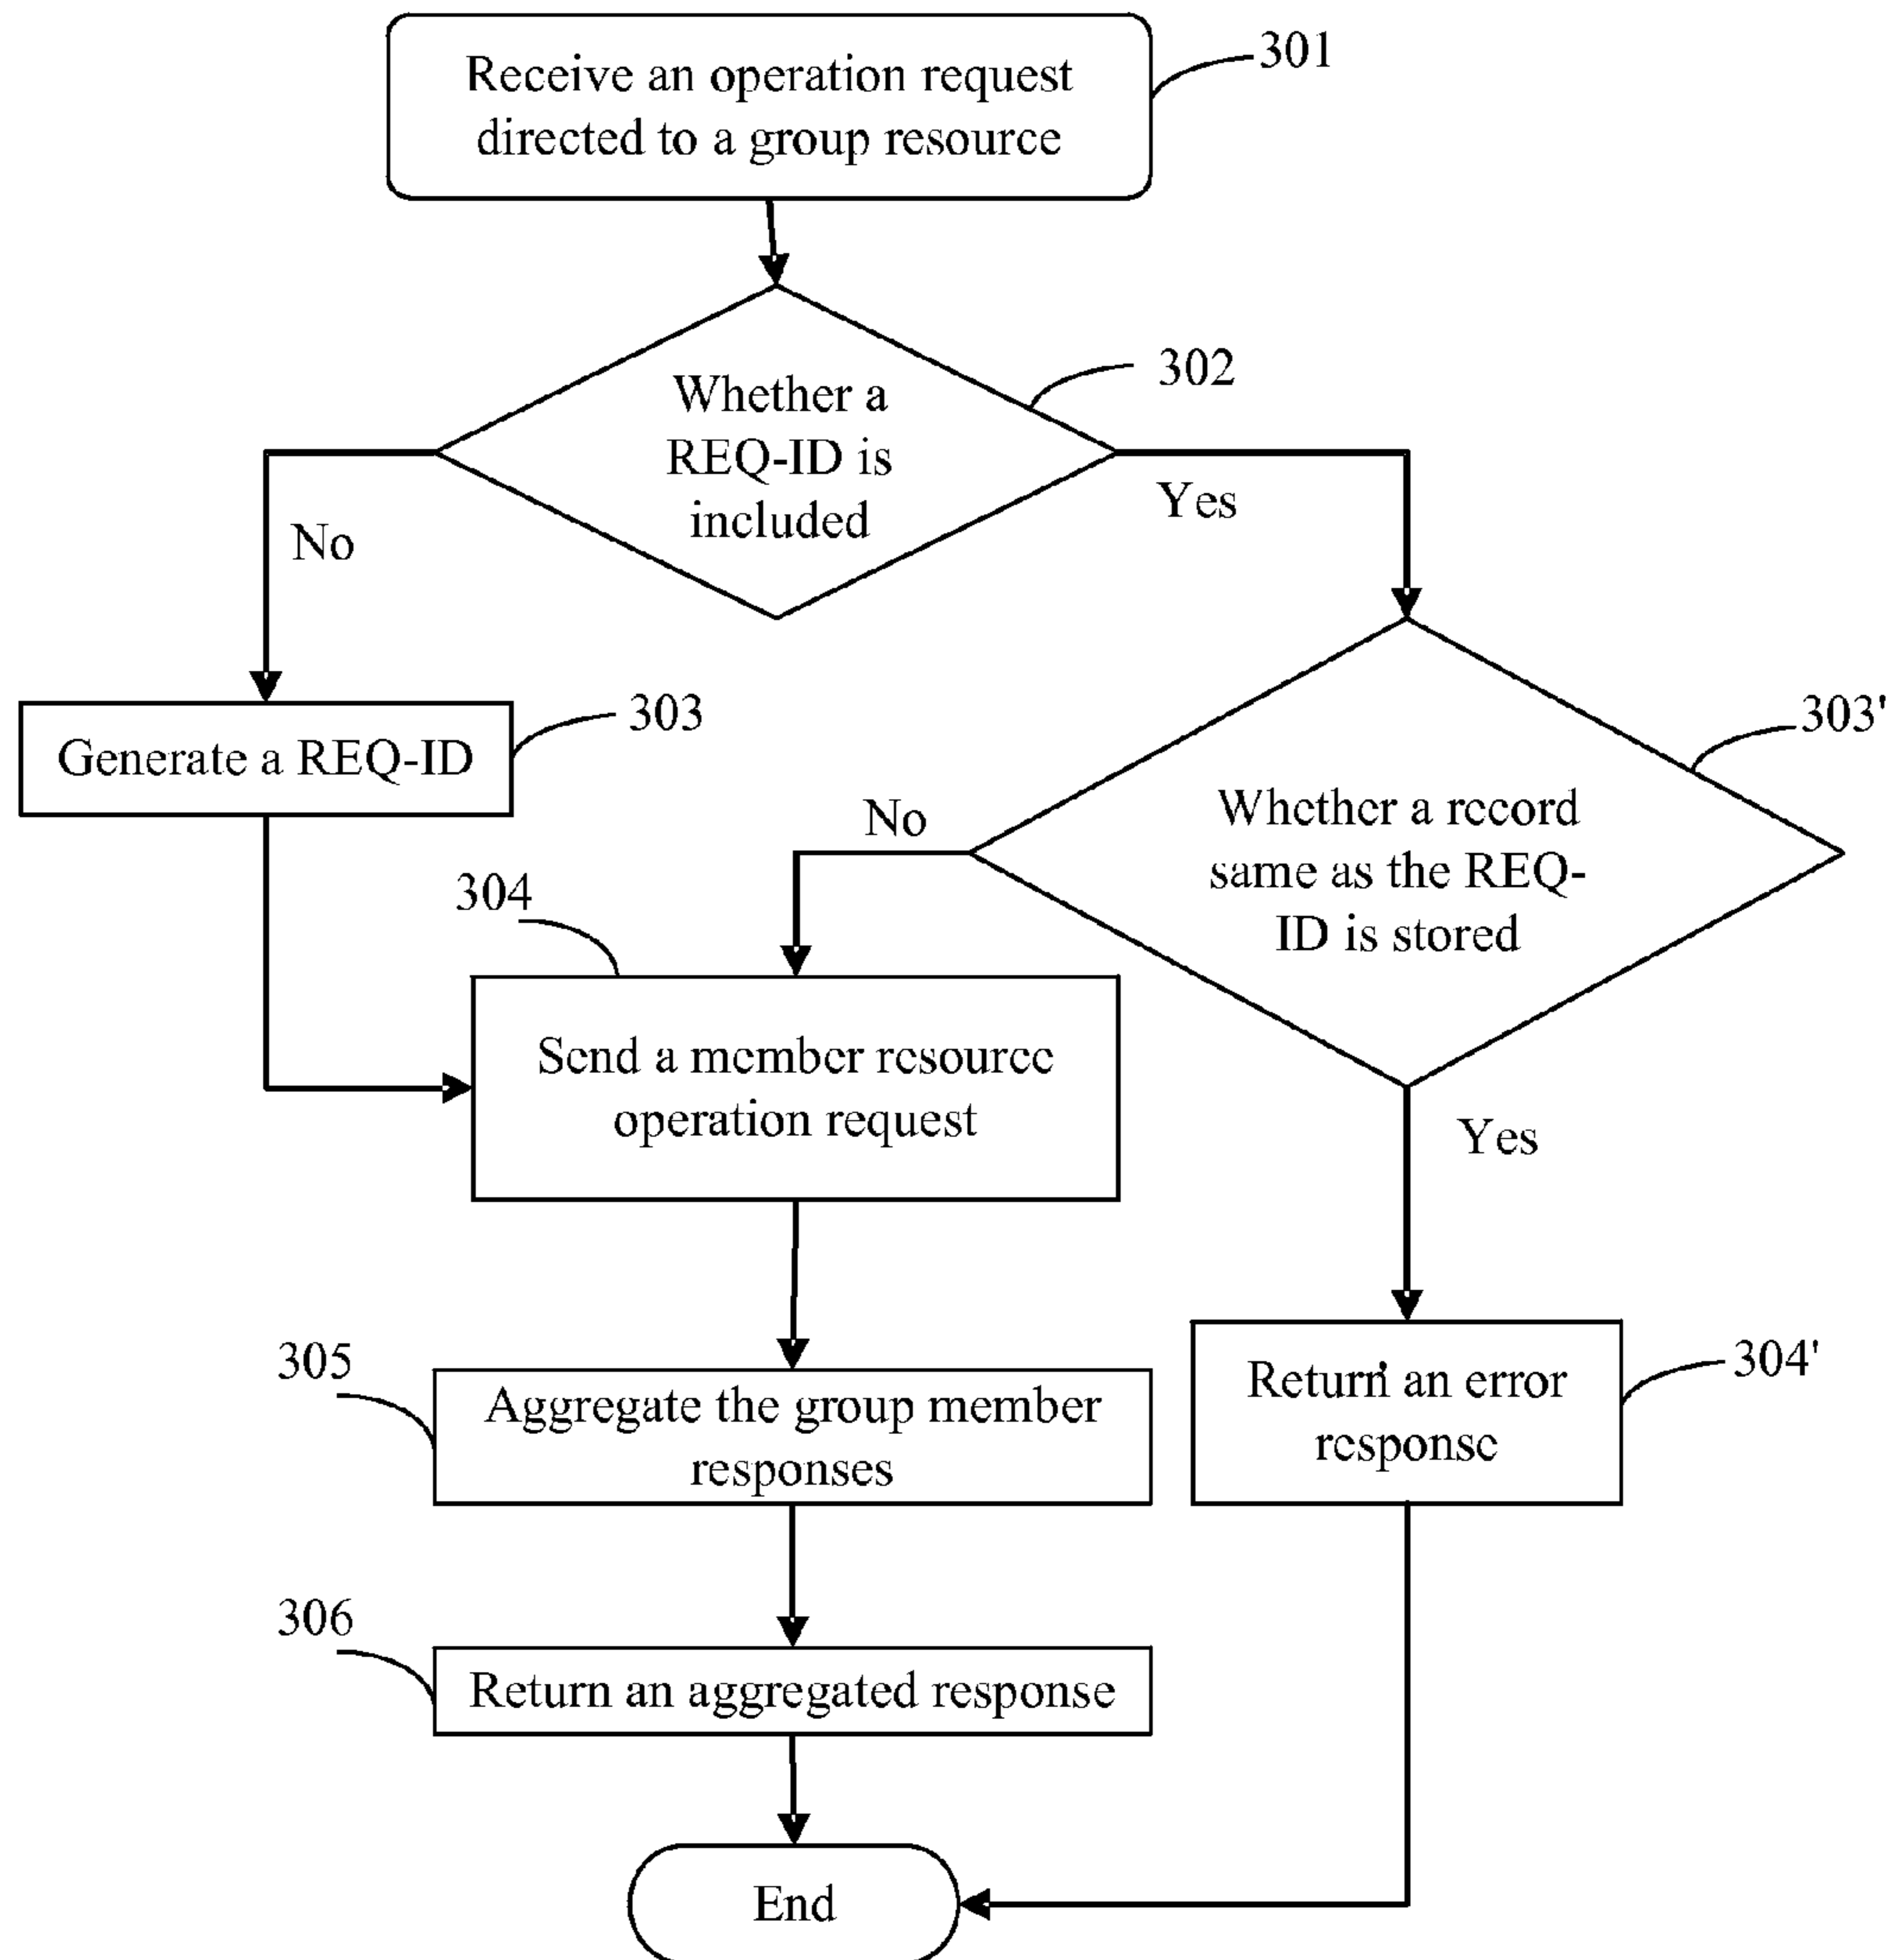 Receive an operation request
directed to a group resource
301
Whether a
REQ-ID is
included
302
No
Yes
Generate a REQ-ID
303
Whether a record
same as the REQ-
ID is stored
303'
No
304
Send a member resource
operation request
Yes
305
Aggregate the group member
responses
Return an error
response
304'
306
Return an aggregated response
End